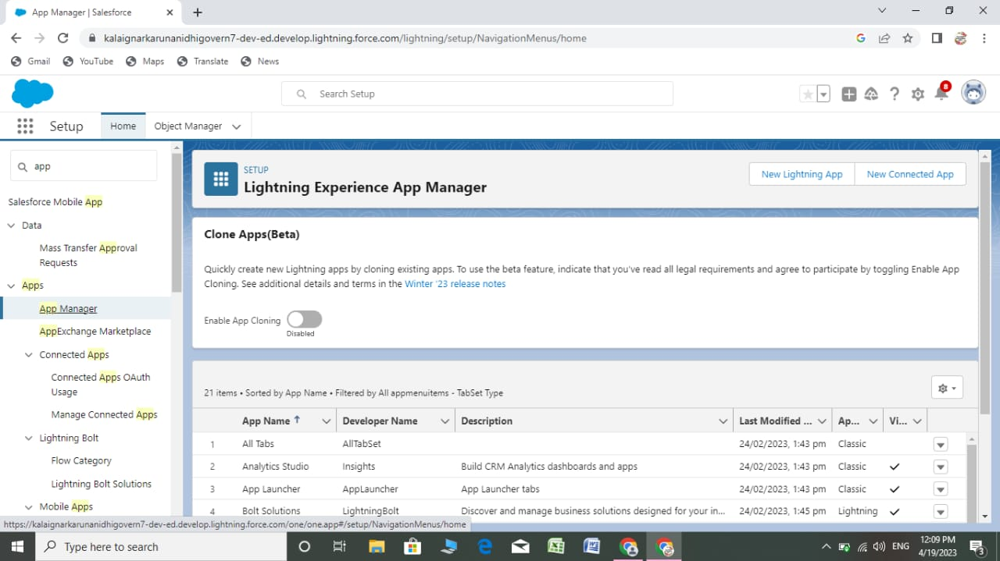 App Manager | Salesforce
kalaignarkarunanidhigovern7-dev-ed.develop.lightning.force.com/lightning/setup/NavigationMenus/home
Gmail YouTube Maps Translate News
Search Setup
8
Setup Home Object Manager
app
Salesforce Mobile App
Data
Mass Transfer Approval
Requests
Apps
App Manager
AppExchange Marketplace
Connected Apps
Connected Apps OAuth
Usage
Manage Connected Apps
Lightning Bolt
Flow Category
Lightning Bolt Solutions
Mobile Apps
SETUP
Lightning Experience App Manager
New Lightning App New Connected App
Clone Apps(Beta)
Quickly create new Lightning apps by cloning existing apps. To use the beta feature, indicate that you've read all legal requirements and agree to participate by toggling Enable App
Cloning. See additional details and terms in the Winter '23 release notes
Enable App Cloning
Disabled
21 items • Sorted by App Name • Filtered by All appmenuitems - TabSet Type
App Name Developer Name Description Last Modified ... Ap... Vi...
1 All Tabs AllTabSet 24/02/2023, 1:43 pm Classic
2 Analytics Studio Insights Build CRM Analytics dashboards and apps 24/02/2023, 1:43 pm Classic
3 App Launcher AppLauncher App Launcher tabs 24/02/2023, 1:43 pm Classic
4 Bolt Solutions LightningBolt Discover and manage business solutions designed for your in... 24/02/2023, 1:45 pm Lightning
https://kalaignarkarunanidhigovern7-dev-ed.develop.lightning.force.com/one/one.app#/setup/NavigationMenus/home
Type here to search
ENG
12:09 PM
4/19/2023
3